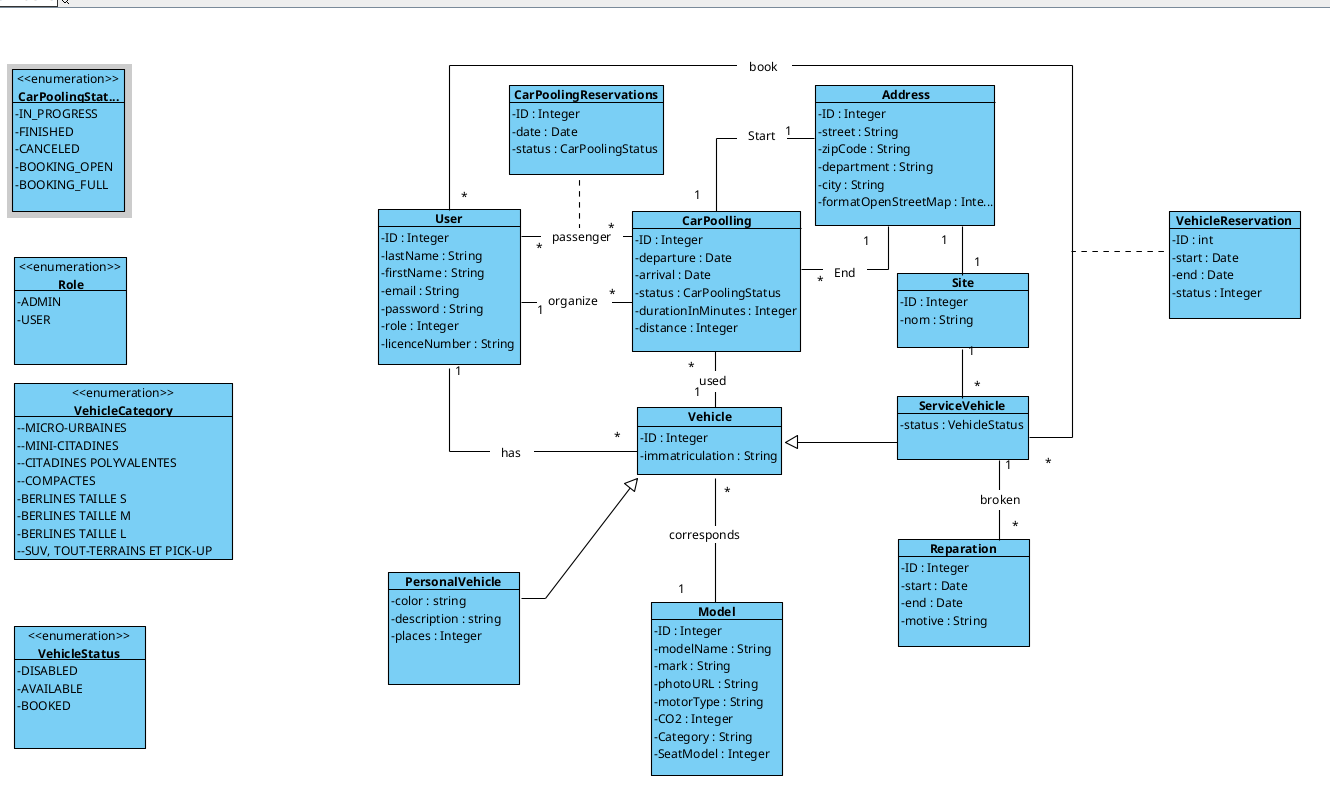 <<enumeration>>
CarPoolingStat...
-IN_PROGRESS
-FINISHED
-CANCELED
-BOOKING_OPEN
-BOOKING_FULL
<<enumeration>>
Role
-ADMIN
-USER
<<enumeration>>
VehicleCategory
--MICRO-URBAINES
--MINI-CITADINES
--CITADINES POLYVALENTES
--COMPACTES
-BERLINES TAILLE S
-BERLINES TAILLE M
-BERLINES TAILLE L
--SUV, TOUT-TERRAINS ET PICK-UP
<<enumeration>>
VehicleStatus
-DISABLED
-AVAILABLE
-BOOKED
book
*
CarPoolingReservations
-ID : Integer
-date : Date
-status : CarPoolingStatus
Address
-ID : Integer
-street : String
-zipCode : String
-department : String
-city : String
-formatOpenStreetMap : Inte...
Start
1
1
User
-ID : Integer
-lastName : String
-firstName : String
-email : String
-password : String
-role : Integer
-licenceNumber : String
passenger
*
*
organize
1
*
CarPoolling
-ID : Integer
-departure : Date
-arrival : Date
-status : CarPoolingStatus
-durationInMinutes : Integer
-distance : Integer
End
1
*
1
1
Site
-ID : Integer
-nom : String
1
*
VehicleReservation
-ID : int
-start : Date
-end : Date
-status : Integer
*
used
1
Vehicle
-ID : Integer
-immatriculation : String
1
has
*
ServiceVehicle
-status : VehicleStatus
*
1
broken
*
Reparation
-ID : Integer
-start : Date
-end : Date
-motive : String
*
corresponds
1
PersonalVehicle
-color : string
-description : string
-places : Integer
Model
-ID : Integer
-modelName : String
-mark : String
-photoURL : String
-motorType : String
-CO2 : Integer
-Category : String
-SeatModel : Integer